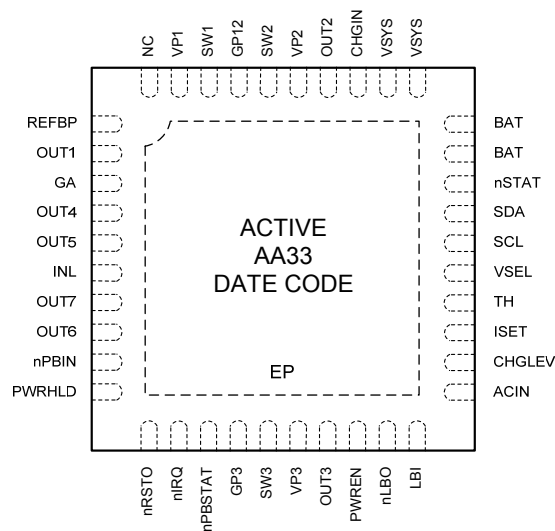 NC
VP1
SW1
GP12
SW2
VP2
OUT2
CHGIN
VSYS
VSYS
REFBP
OUT1
GA
OUT4
OUT5
INL
OUT7
OUT6
nPBIN
PWRHLD
ACTIVE
AA33
DATE CODE
EP
BAT
BAT
nSTAT
SDA
SCL
VSEL
TH
ISET
CHGLEV
ACIN
nRSTO
nIRQ
nPBSTAT
GP3
SW3
VP3
OUT3
PWREN
nLBO
LBI